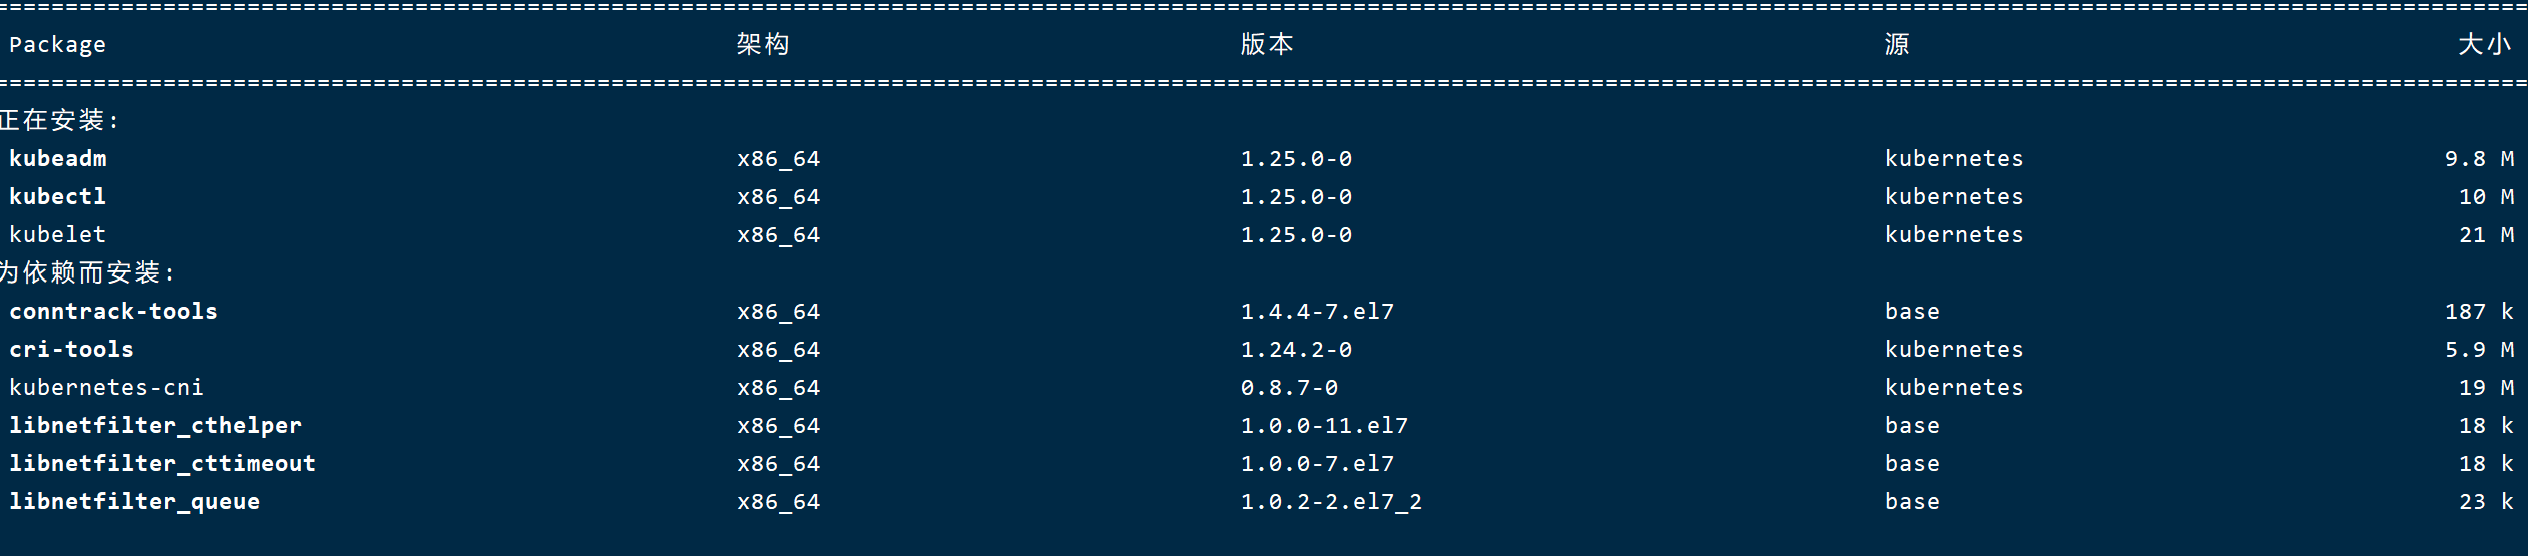 ================================================================================
Package 架构 版本 源 大小
================================================================================
正在安装:
kubeadm x86_64 1.25.0-0 kubernetes 9.8 M
kubectl x86_64 1.25.0-0 kubernetes 10 M
kubelet x86_64 1.25.0-0 kubernetes 21 M
为依赖而安装:
conntrack-tools x86_64 1.4.4-7.el7 base 187 k
cri-tools x86_64 1.24.2-0 kubernetes 5.9 M
kubernetes-cni x86_64 0.8.7-0 kubernetes 19 M
libnetfilter_cthelper x86_64 1.0.0-11.el7 base 18 k
libnetfilter_cttimeout x86_64 1.0.0-7.el7 base 18 k
libnetfilter_queue x86_64 1.0.2-2.el7_2 base 23 k